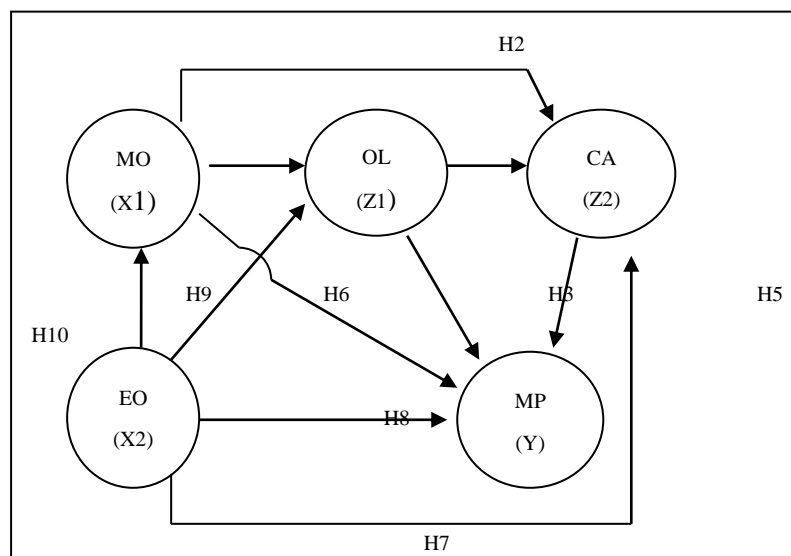 H2
MO
(X1)
OL
(Z1)
CA
(Z2)
H9
H6
H3
H5
H10
EO
(X2)
H8
MP
(Y)
H7